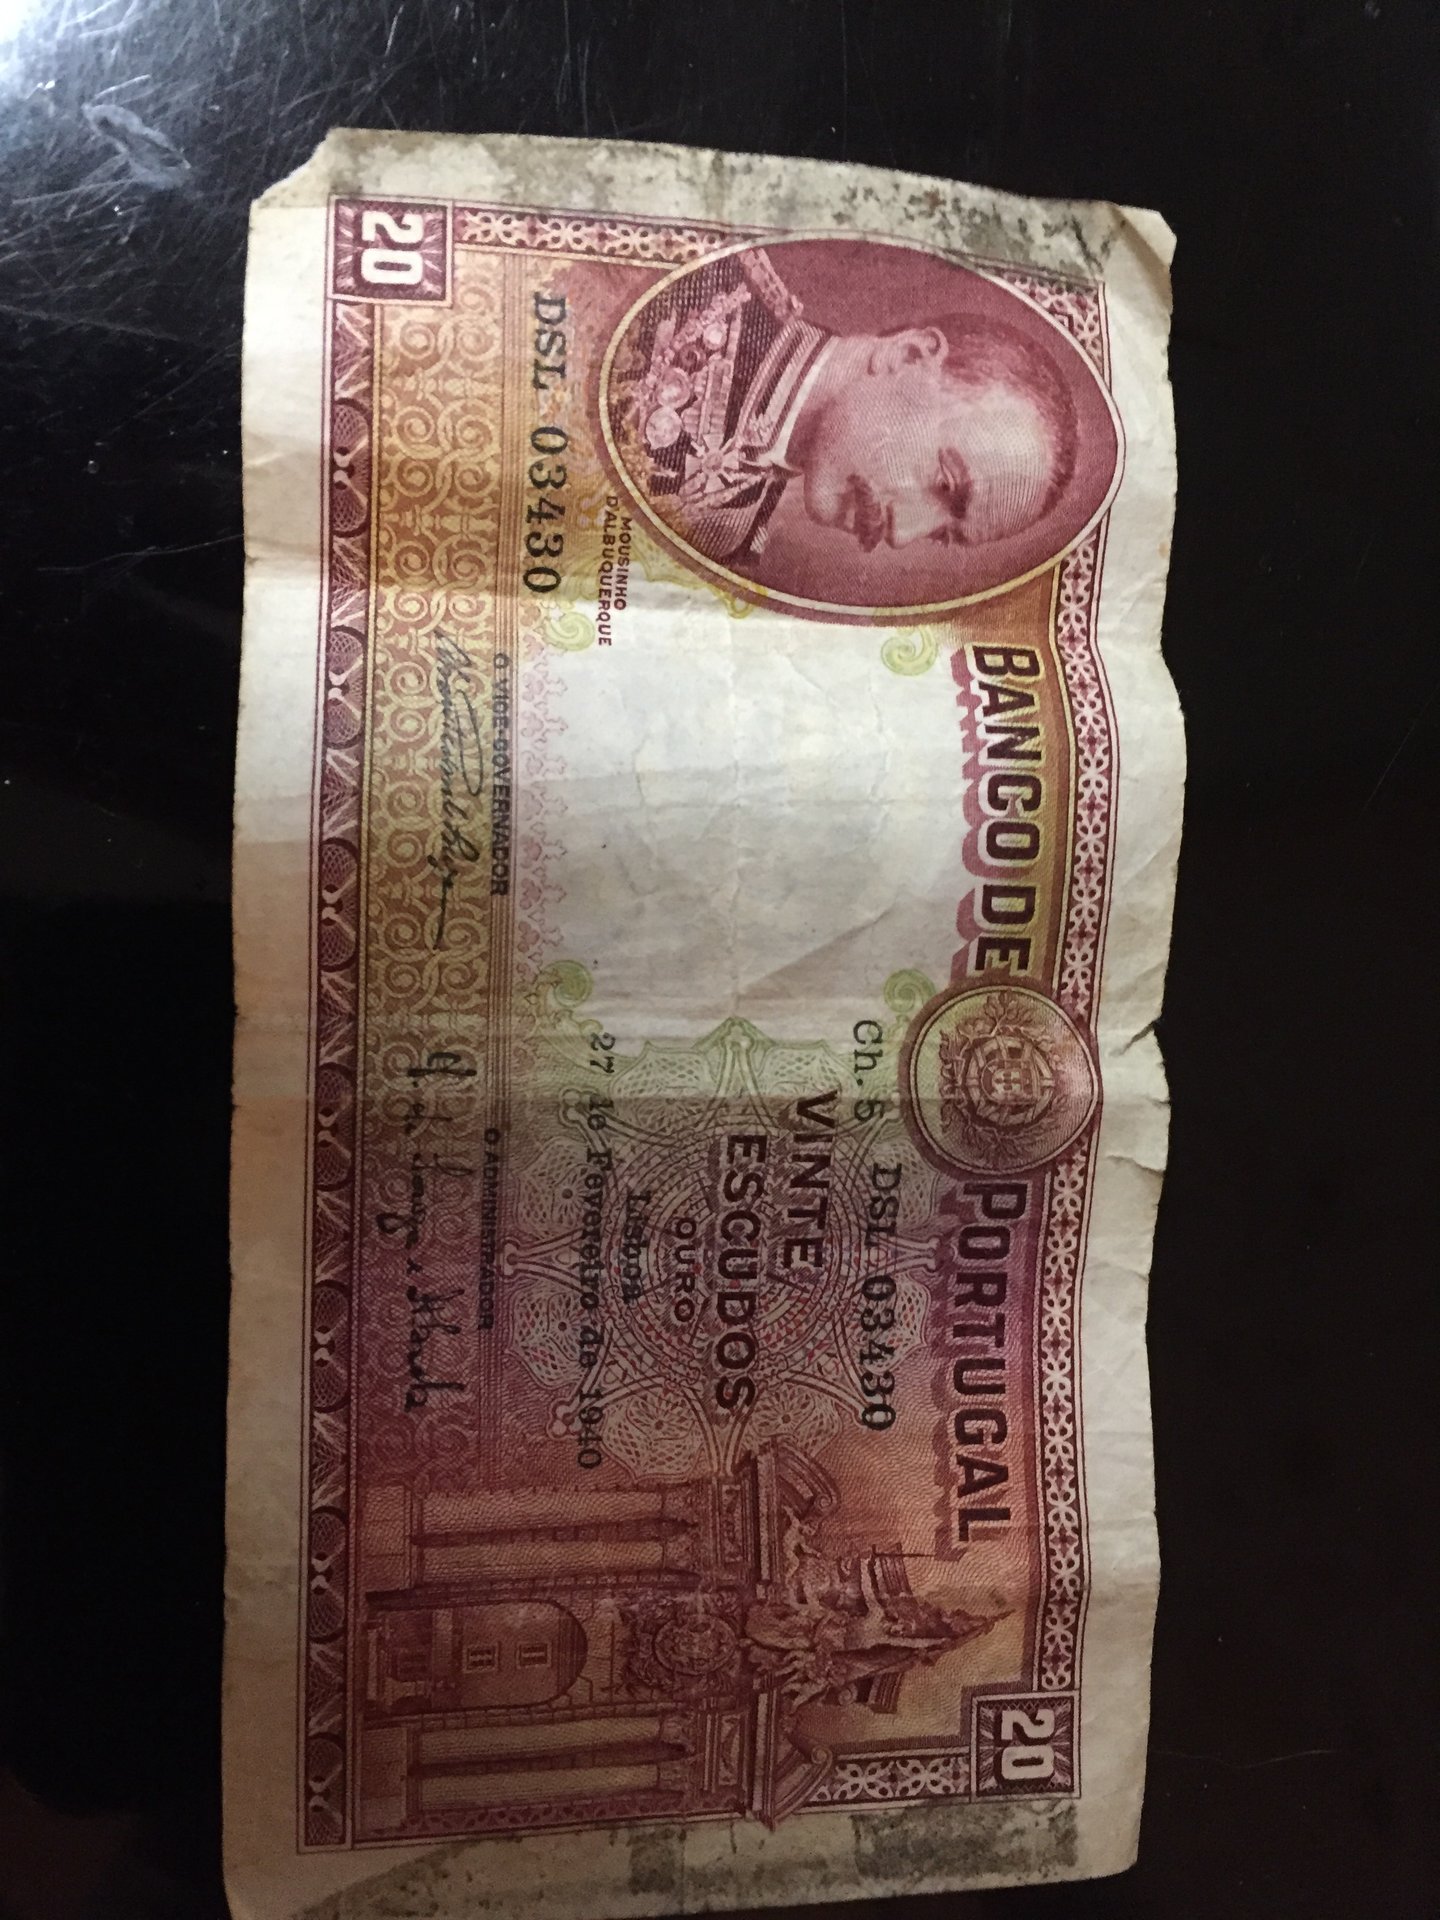 BANCO DE PORTUGAL
20
Ch. 5 DSL 03430
VINTE
ESCUDOS
OURO
Lisboa,
27 de Fevereiro de 1940
MOUSINHO
D'ALBUQUERQUE
DSL 03430
O VICE-GOVERNADOR
O ADMINISTRADOR
20